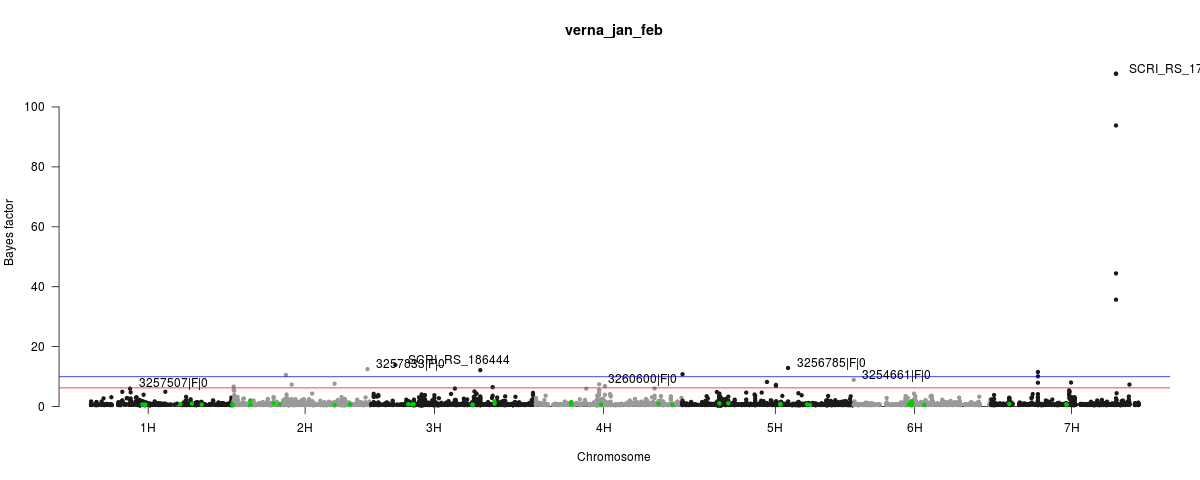 verna_jan_feb
SCRI_RS_17
100
80
60
40
20
0
Bayes factor
3257507|F|0
3257833|F|0
SCRI_RS_186444
3260600|F|0
3256785|F|0
3254661|F|0
1H 2H 3H 4H 5H 6H 7H
Chromosome